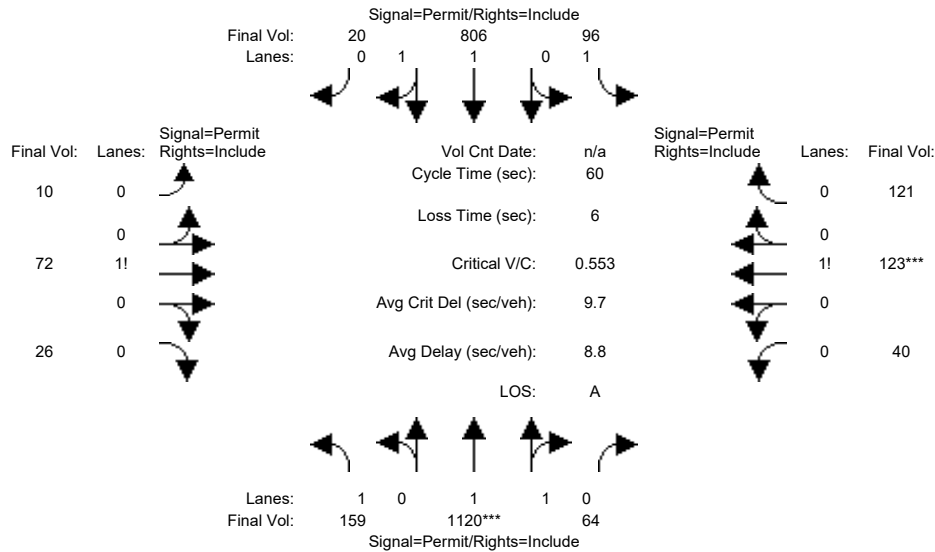 Signal=Permit/Rights=Include
Final Vol: 20 806 96
Lanes: 0 1 1 0 1
Signal=Permit
Final Vol: Lanes: Rights=Include
Vol Cnt Date: n/a
Signal=Permit
Rights=Include Lanes: Final Vol:
Cycle Time (sec): 60
10 0
0 121
Loss Time (sec): 6
0
0
72 1!
Critical V/C: 0.553
1! 123***
0
Avg Crit Del (sec/veh): 9.7
0
26 0
Avg Delay (sec/veh): 8.8
0 40
LOS: A
Lanes: 1 0 1 1 0
Final Vol: 159 1120*** 64
Signal=Permit/Rights=Include